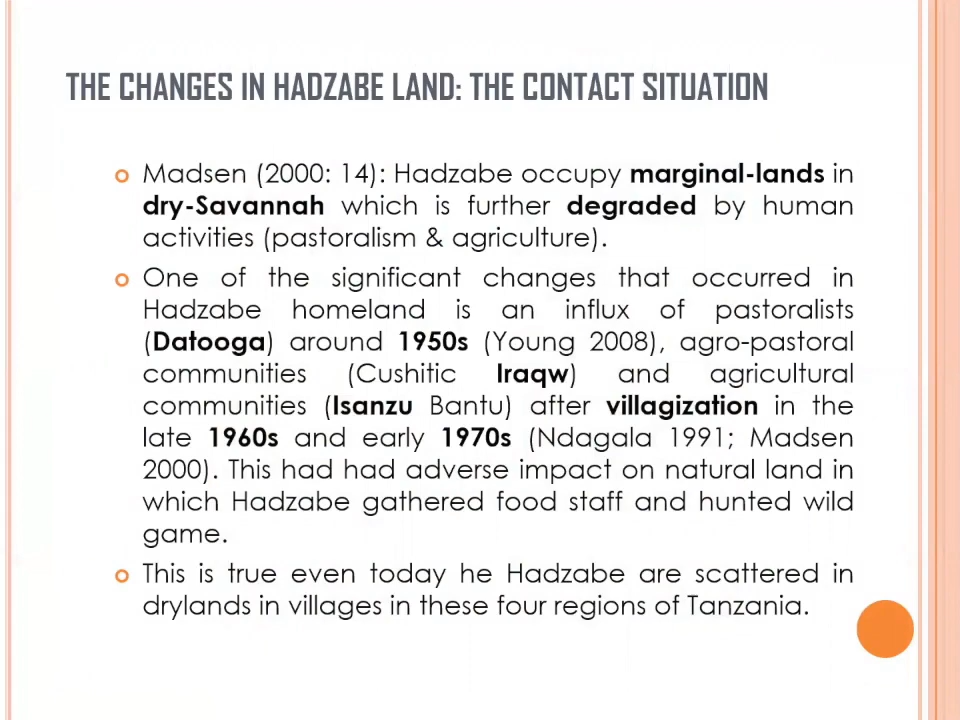 THE CHANGES IN HADZABE LAND: THE CONTACT SITUATION
Madsen (2000: 14): Hadzabe occupy marginal-lands in
dry-Savannah which is further degraded by human
activities (pastoralism & agriculture).
One of the significant changes that occurred in
Hadzabe homeland is an influx of pastoralists
(Datooga) around 1950s (Young 2008), agro-pastoral
communities (Cushitic Iraqw) and agricultural
communities (Isanzu Bantu) after villagization in the
late 1960s and early 1970s (Ndagala 1991; Madsen
2000). This had had adverse impact on natural land in
which Hadzabe gathered food staff and hunted wild
game.
This is true even today he Hadzabe are scattered in
drylands in villages in these four regions of Tanzania.